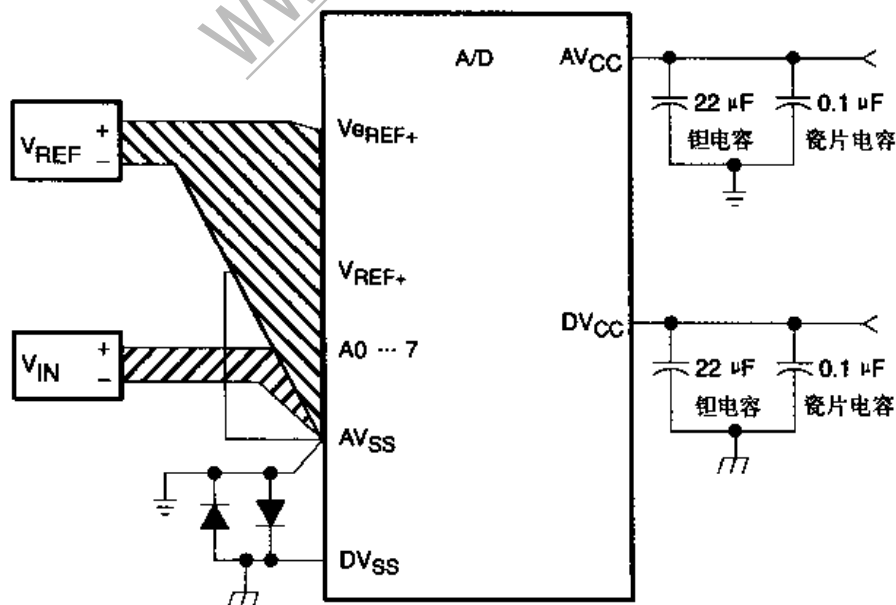 A/D
AVCC
22 μF
钽电容
0.1 μF
瓷片电容
VREF
+
−
VeREF+
VREF+
VIN
+
−
A0 ··· 7
AVSS
DVCC
22 μF
钽电容
0.1 μF
瓷片电容
DVSS